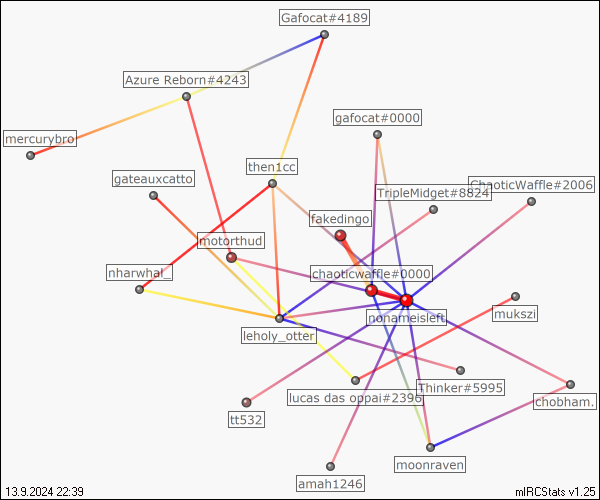 Gafocat#4189
Azure Reborn#4243
gafocat#0000
mercurybro
then1cc
gateauxcatto
ChaoticWaffle#2006
TripleMidget#8824
fakedingo
motorthud
nharwhal_
chaoticwaffle#0000
mukszi
nonameisleft
leholy_otter
Thinker#5995
lucas das oppai#2396
chobham.
tt532
moonraven
amah1246
13.9.2024 22:39
mIRCStats v1.25